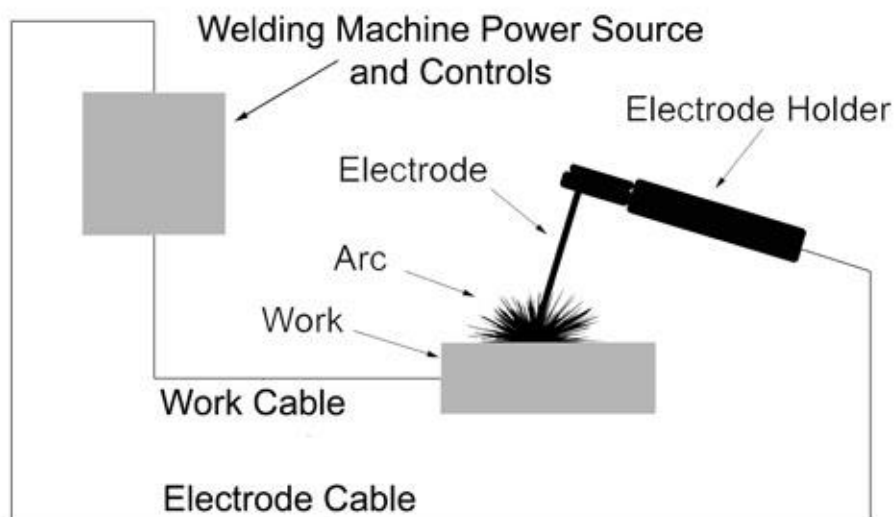 Welding Machine Power Source
and Controls
Electrode Holder
Electrode
Arc
Work
Work Cable
Electrode Cable